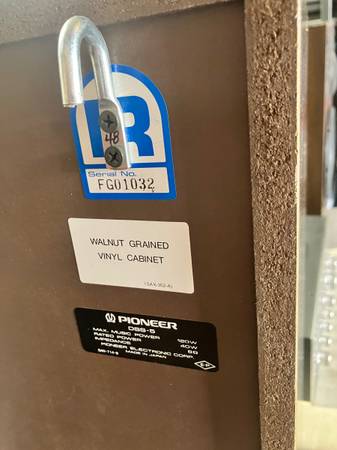 R
48
Serial No.
FG01032
WALNUT GRAINED
VINYL CABINET
PIONEER
DSS-5
MAX. MUSIC POWER 120W
RATED POWER 40W
IMPEDANCE 8Ω
PIONEER ELECTRONIC CORP.
MADE IN JAPAN